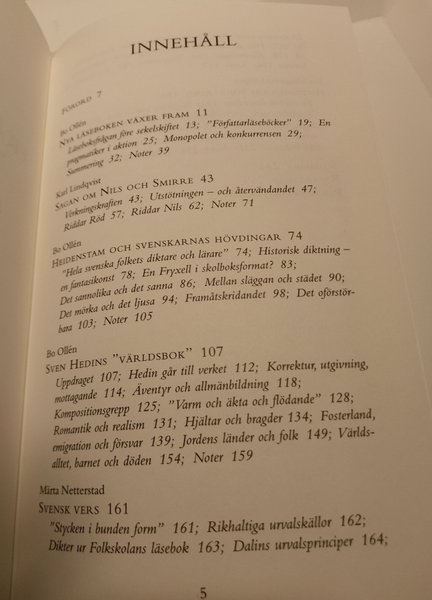 INNEHÅLL
FÖRORD 7
Bo Ollén
NYA LÄSEBOKEN VÄXER FRAM 11
Läseboksfrågan före sekelskiftet 13; "Författarläseböcker" 19; En
pragmatiker i aktion 25; Monopolet och konkurrensen 29;
Summering 32; Noter 39
Karl Lindqvist
SAGAN OM NILS OCH SMIRRE 43
Verkningskraften 43; Utstötningen – och återvändandet 47;
Riddar Röd 57; Riddar Nils 62; Noter 71
Bo Ollén
HEIDENSTAM OCH SVENSKARNAS HÖVDINGAR 74
"Hela svenska folkets diktare och lärare" 74; Historisk diktning –
en fantasikonst 78; En Fryxell i skolboksformat? 83;
Det sannolika och det sanna 86; Mellan släggan och städet 90;
Det mörka och det ljusa 94; Framåtskridandet 98; Det oförstör-
bara 103; Noter 105
Bo Ollén
SVEN HEDINS "VÄRLDSBOK" 107
Uppdraget 107; Hedin går till verket 112; Korrektur, utgivning,
mottagande 114; Äventyr och allmänbildning 118;
Kompositionsgrepp 125; "Varm och äkta och flödande" 128;
Romantik och realism 131; Hjältar och bragder 134; Fosterland,
emigration och försvar 139; Jordens länder och folk 149; Världs-
alltet, barnet och döden 154; Noter 159
Märta Netterstad
SVENSK VERS 161
"Stycken i bunden form" 161; Rikhaltiga urvalskällor 162;
Dikter ur Folkskolans läsebok 163; Dalins urvalsprinciper 164;
5